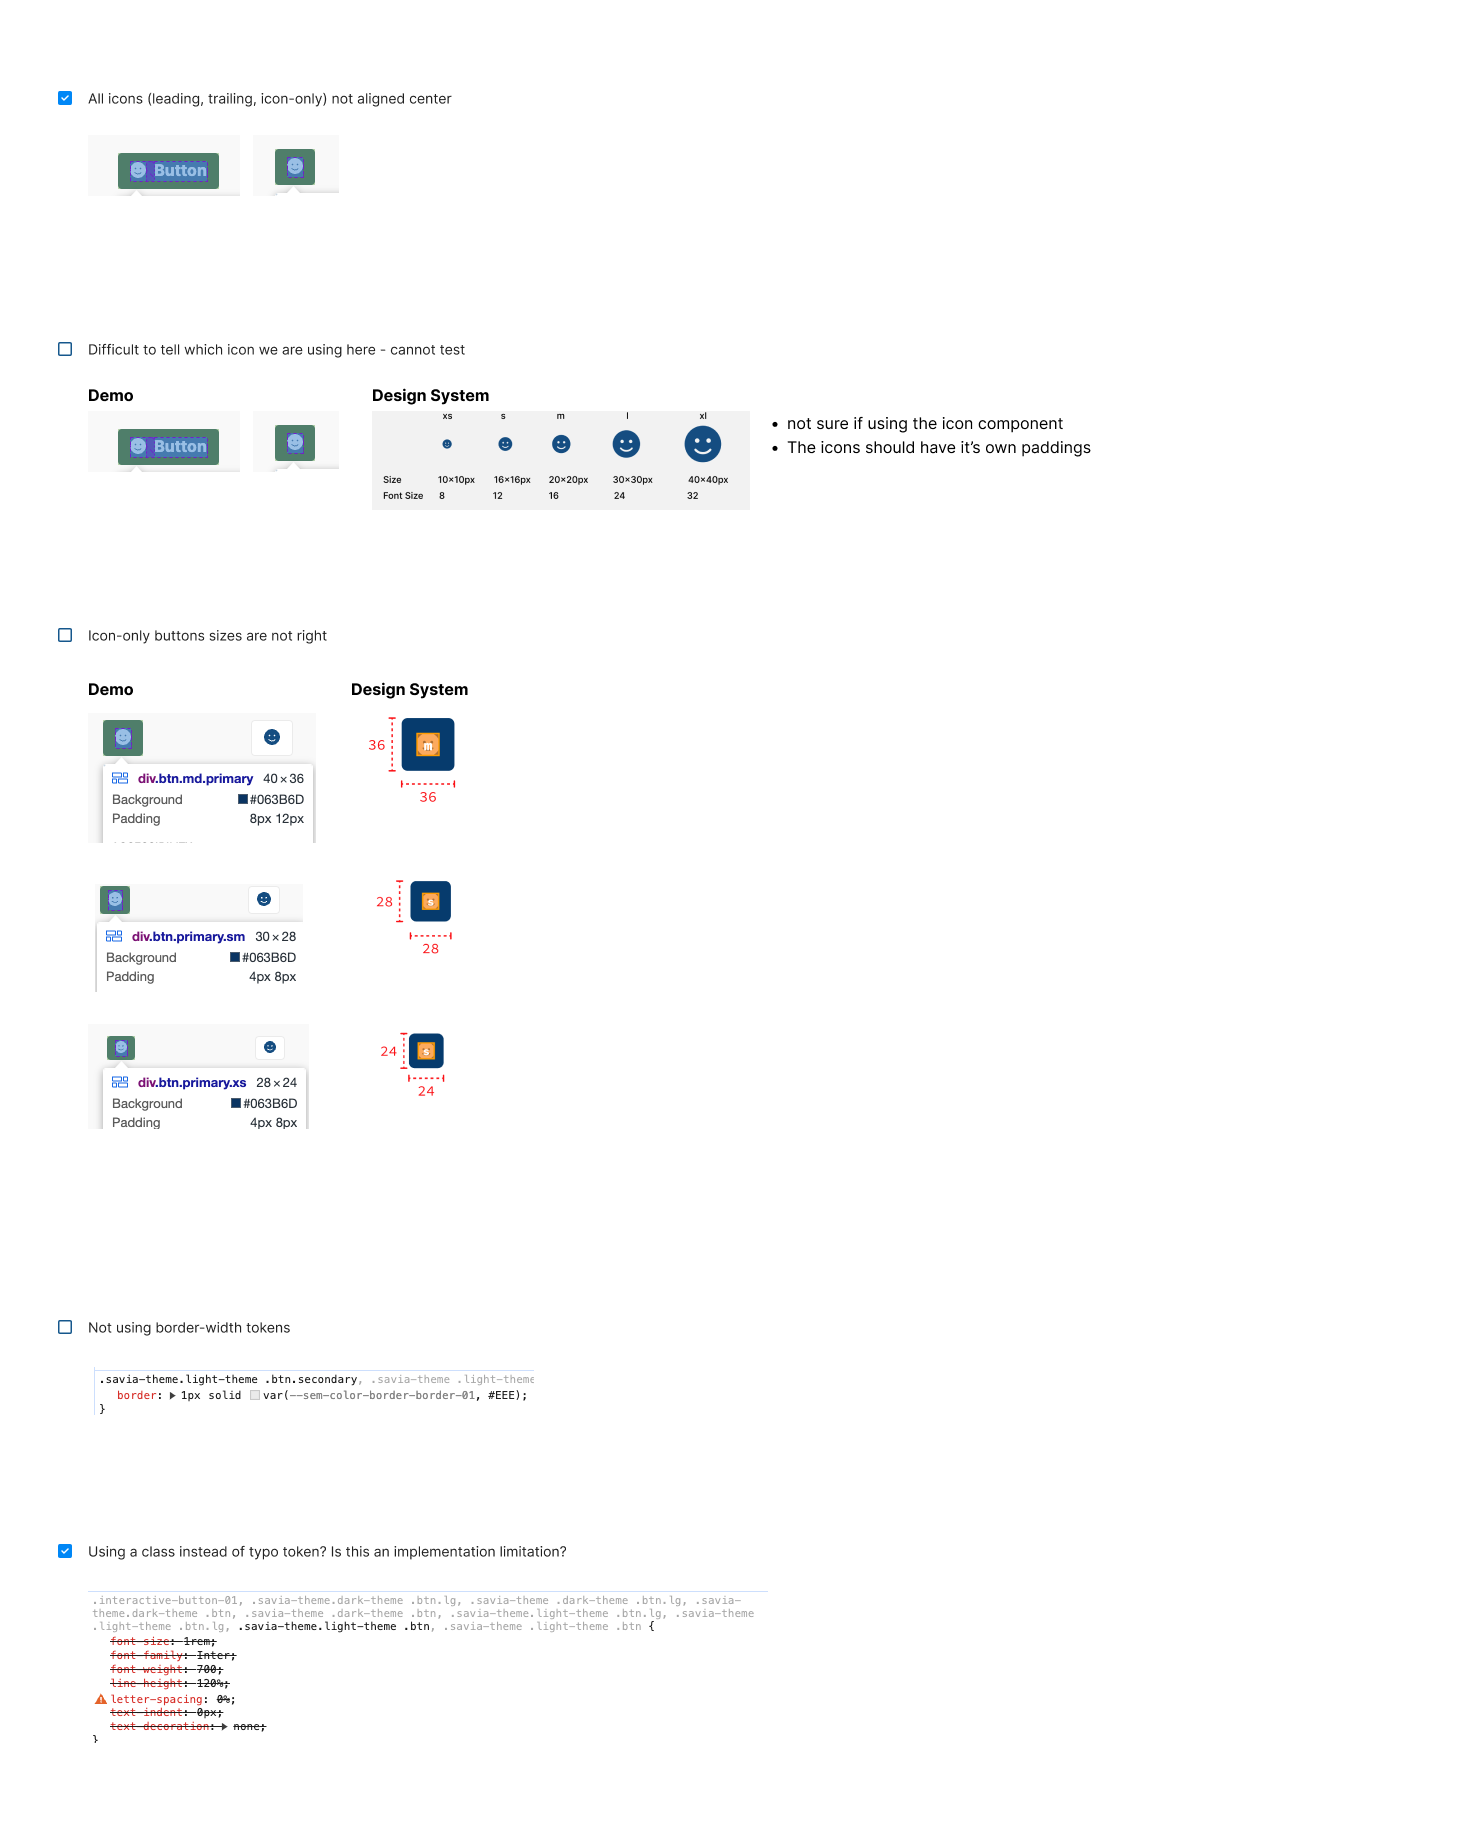 All icons (leading, trailing, icon-only) not aligned center
Button
Difficult to tell which icon we are using here - cannot test
Demo
Design System
Button
xs s m l xl
Size 10×10px 16×16px 20×20px 30×30px 40×40px
Font Size 8 12 16 24 32
not sure if using the icon component
The icons should have it's own paddings
Icon-only buttons sizes are not right
Demo
Design System
div.btn.md.primary 40×36
Background #063B6D
Padding 8px 12px
36
m
36
div.btn.primary.sm 30×28
Background #063B6D
Padding 4px 8px
28
s
28
div.btn.primary.xs 28×24
Background #063B6D
Padding 4px 8px
24
s
24
Not using border-width tokens
.savia-theme.light-theme .btn.secondary, .savia-theme .light-theme
border: ▶ 1px solid var(--sem-color-border-border-01, #EEE);
}
Using a class instead of typo token? Is this an implementation limitation?
.interactive-button-01, .savia-theme.dark-theme .btn.lg, .savia-theme .dark-theme .btn.lg, .savia-
theme.dark-theme .btn, .savia-theme .dark-theme .btn, .savia-theme.light-theme .btn.lg, .savia-theme
.light-theme .btn.lg, .savia-theme.light-theme .btn, .savia-theme .light-theme .btn {
font-size: 1rem;
font-family: Inter;
font-weight: 700;
line-height: 120%;
letter-spacing: 0%;
text-indent: 0px;
text-decoration: ▶ none;
}